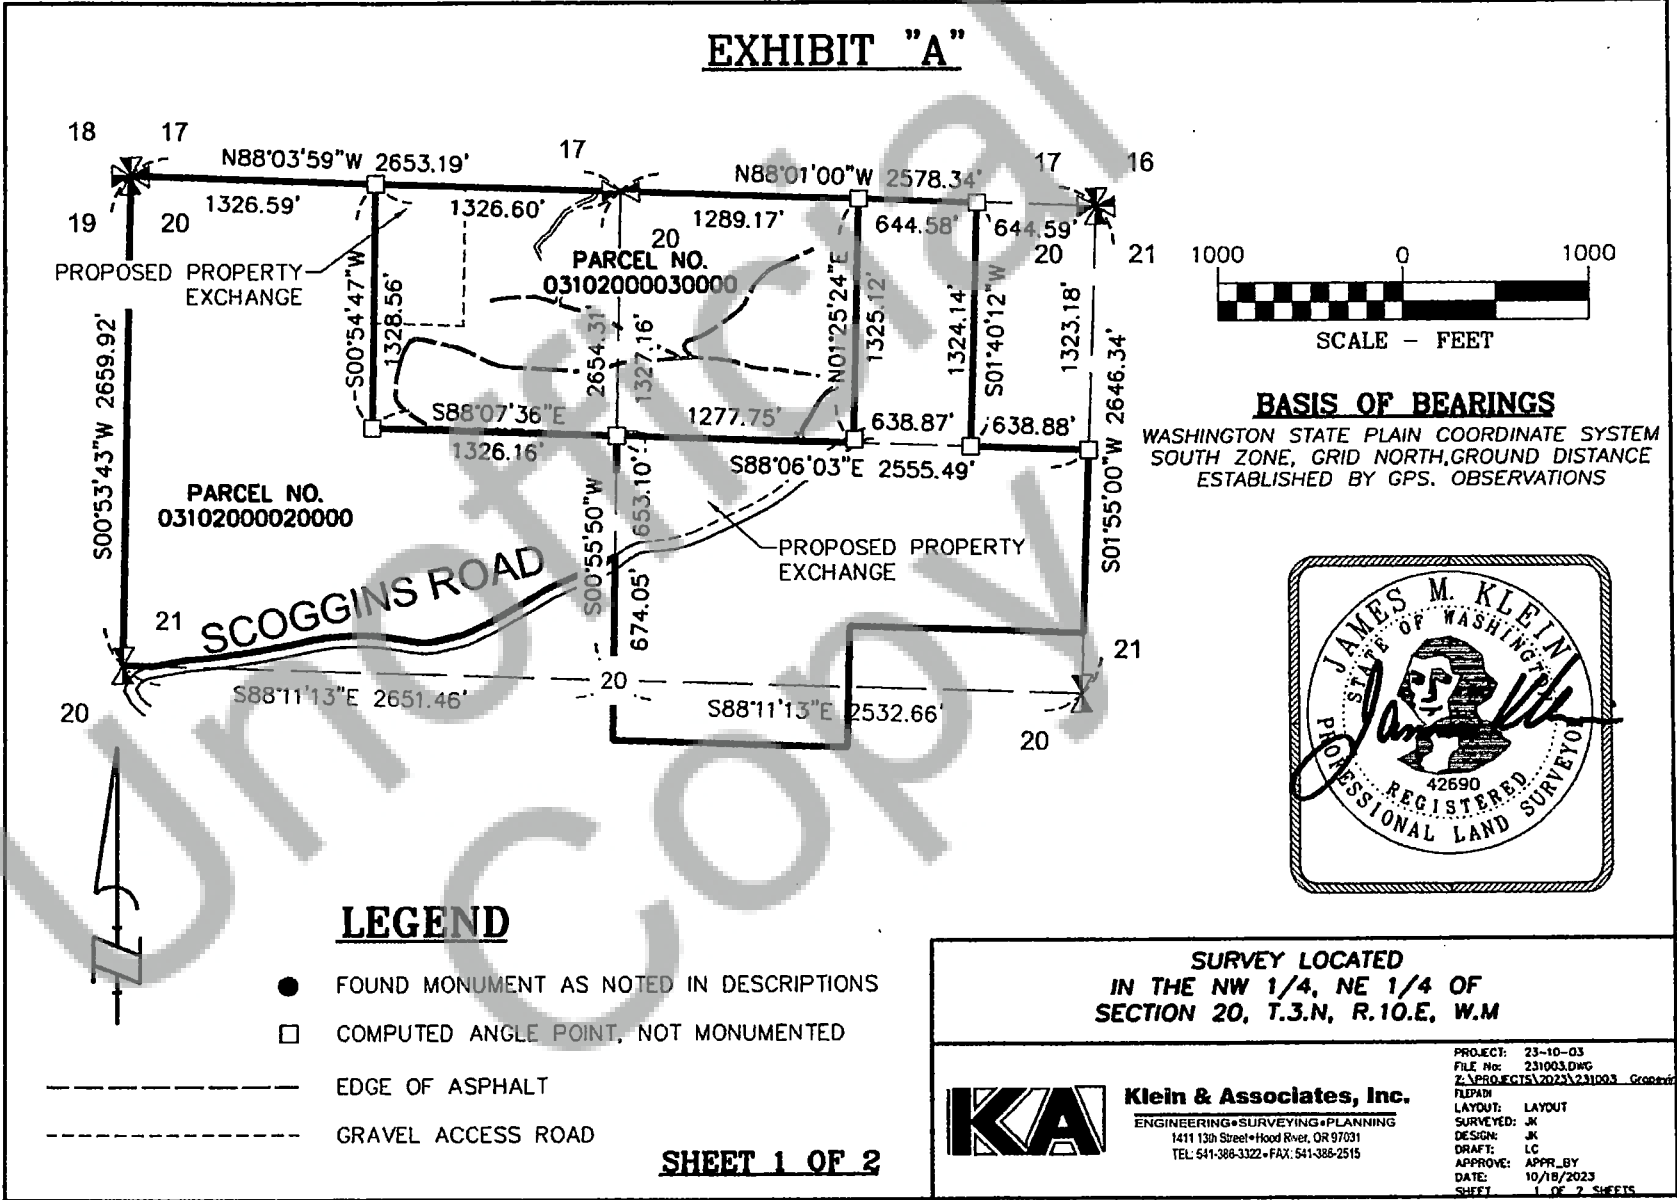 EXHIBIT "A"
18 17
N88°03'59"W 2653.19'
17
N88°01'00"W 2578.34'
17 16
1326.59'
1326.60'
1289.17'
644.58'
644.59'
19 20
20
20 21
PROPOSED PROPERTY
EXCHANGE
PARCEL NO.
03102000030000
S00°54'47"W
1328.56'
2654.31'
1327.16'
N01°25'24"E
1325.12'
1324.14'
S01°40'12"W
1323.18'
S01°55'00"W 2646.34'
S00°53'43"W 2659.92'
S88°07'36"E
1326.16'
1277.75'
638.87'
638.88'
S88°06'03"E 2555.49'
PARCEL NO.
03102000020000
S00°55'50"W
653.10'
674.05'
PROPOSED PROPERTY
EXCHANGE
SCOGGINS ROAD
21
21
20
S88°11'13"E 2651.46'
20
S88°11'13"E 2532.66'
20
1000 0 1000
SCALE - FEET
BASIS OF BEARINGS
WASHINGTON STATE PLAIN COORDINATE SYSTEM
SOUTH ZONE, GRID NORTH,GROUND DISTANCE
ESTABLISHED BY GPS. OBSERVATIONS
JAMES M. KLEIN
STATE OF WASHINGTON
42690
REGISTERED
PROFESSIONAL LAND SURVEYOR
LEGEND
FOUND MONUMENT AS NOTED IN DESCRIPTIONS
COMPUTED ANGLE POINT, NOT MONUMENTED
EDGE OF ASPHALT
GRAVEL ACCESS ROAD
SHEET 1 OF 2
SURVEY LOCATED
IN THE NW 1/4, NE 1/4 OF
SECTION 20, T.3.N, R.10.E, W.M
KA
Klein & Associates, Inc.
ENGINEERING•SURVEYING•PLANNING
1411 13th Street•Hood River, OR 97031
TEL: 541-386-3322•FAX: 541-386-2515
PROJECT: 23-10-03
FILE No: 231003.DWG
Z:\PROJECTS\2023\231003
LAYOUT: LAYOUT
SURVEYED: JK
DESIGN: JK
DRAFT: LC
APPROVE: APPR_BY
DATE: 10/18/2023
SHEET 1 OF 2 SHEETS
Unofficial
Copy